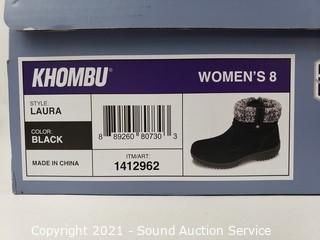 KHOMBU
WOMEN'S 8
STYLE:
LAURA
COLOR:
BLACK
MADE IN CHINA
8 89260 80730 3
ITM/ART:
1412962
Copyright 2021 - Sound Auction Service